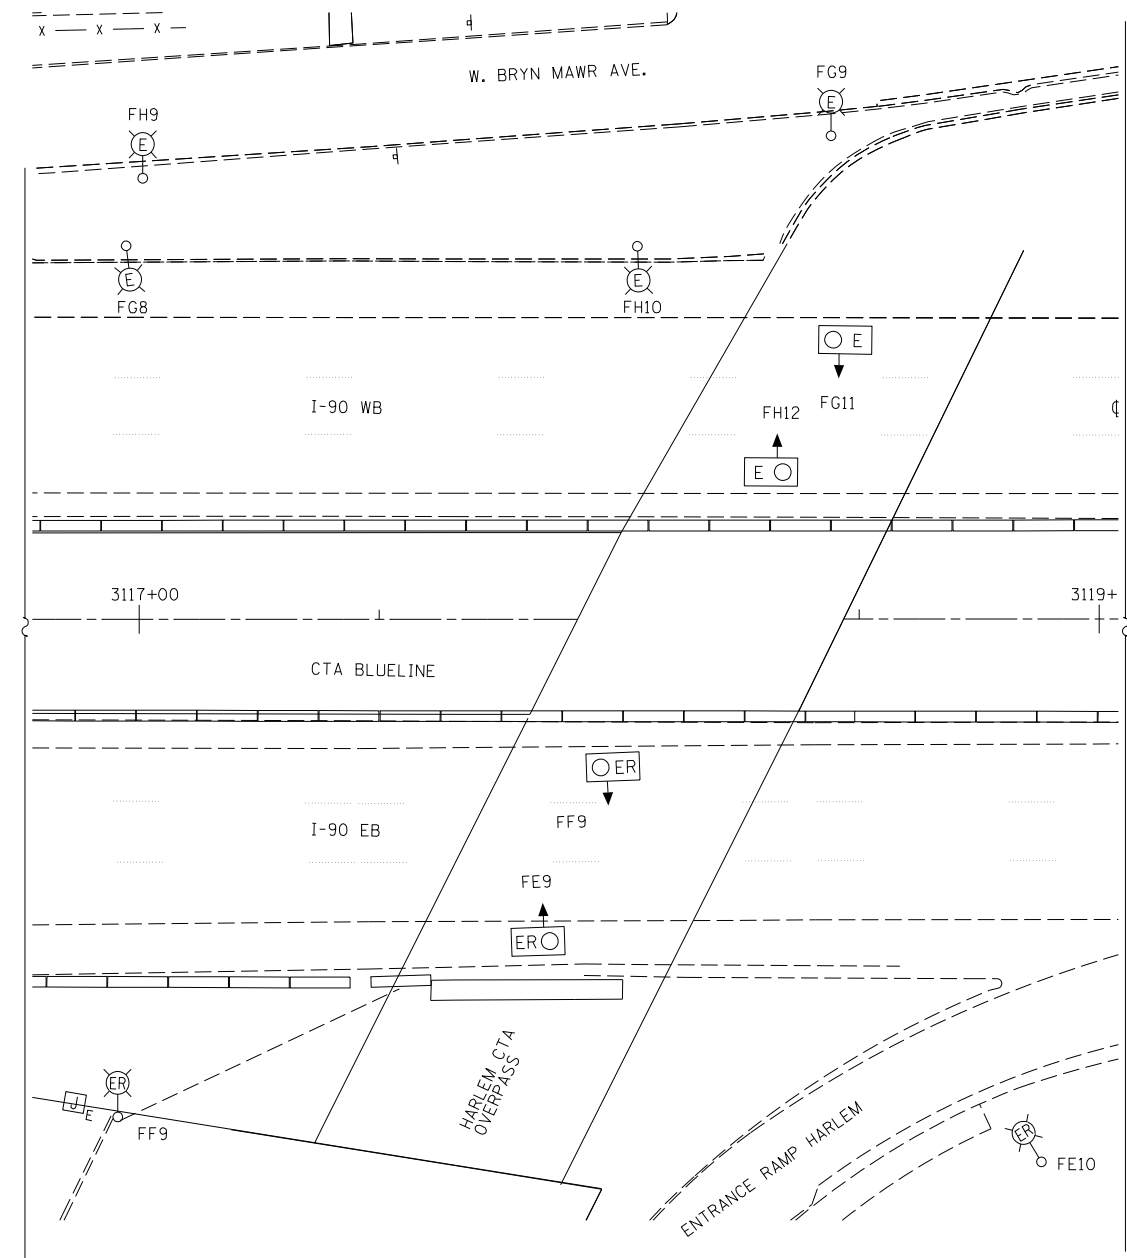 X X X
W. BRYN MAWR AVE.
FG9
E
FH9
E
E
FG8
E
FH10
E
FG11
I-90 WB
FH12
E
3117+00
3119+
CTA BLUELINE
ER
FF9
I-90 EB
FE9
ER
HARLEM CTA
OVERPASS
ER
J
E
FF9
ENTRANCE RAMP HARLEM
ER
FE10